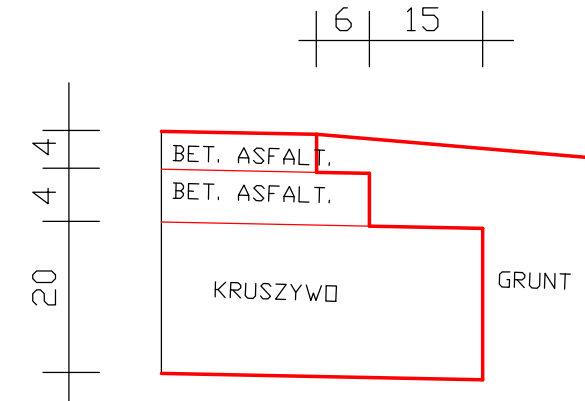 6 15
4
BET. ASFALT.
4
BET. ASFALT.
20
KRUSZYWO
GRUNT